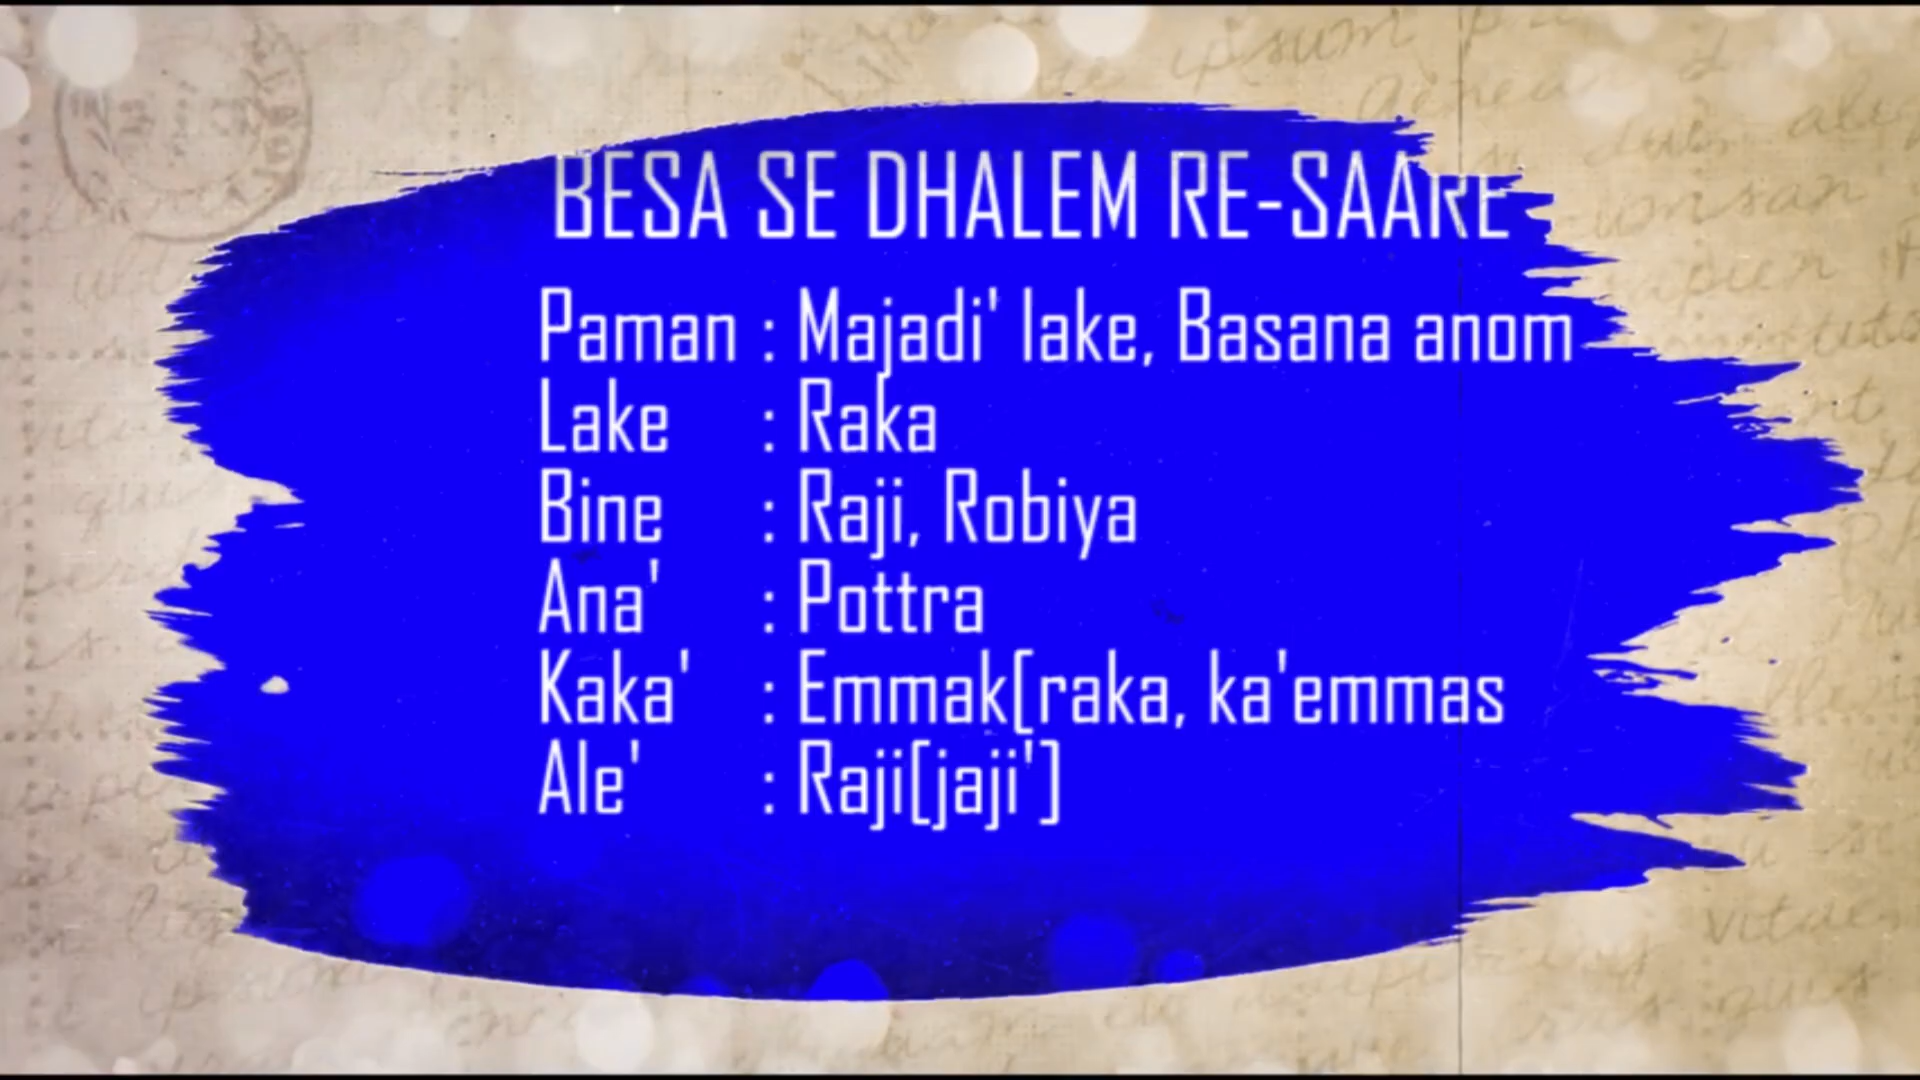 BESA SE DHALEM RE-SAARE
Paman : Majadi' lake, Basana anom
Lake : Raka
Bine : Raji, Robiya
Ana' : Pottra
Kaka' : Emmak[raka, ka'emmas
Ale' : Raji[jaji']